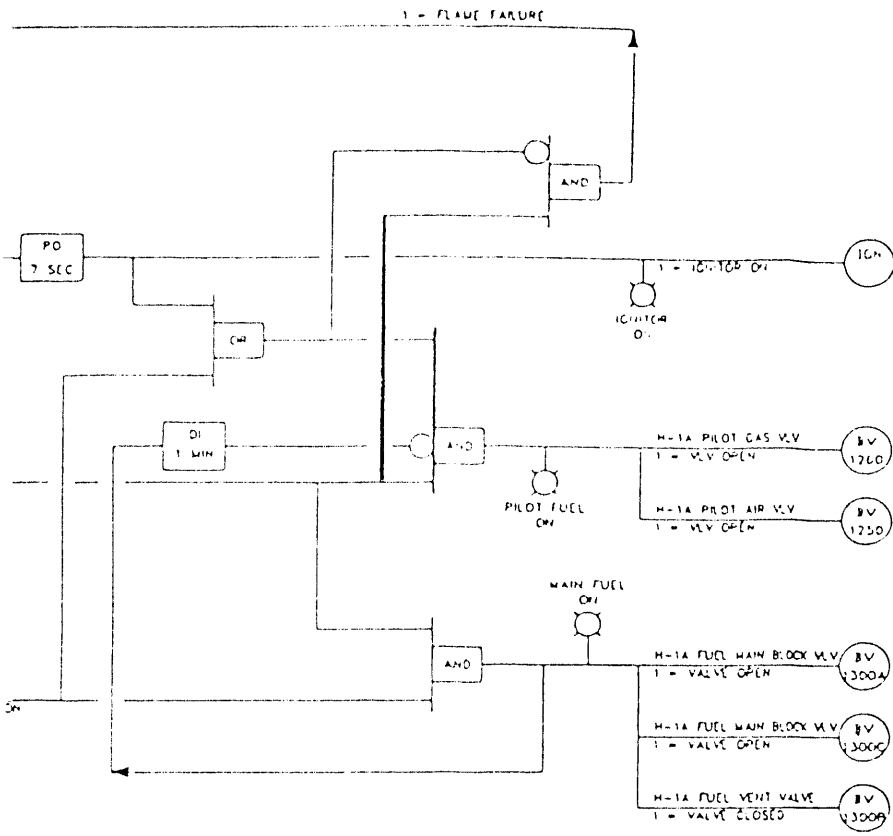 1 = FLAME FAILURE
AND
PO
7 SEC
1 = IGNITOR ON
IGN
IGNITOR
ON
OR
DI
1 MIN
AND
H-1A PILOT GAS VLV
1 = VLV OPEN
BV
1260
PILOT FUEL
ON
H-1A PILOT AIR VLV
1 = VLV OPEN
BV
1250
MAIN FUEL
ON
AND
H-1A FUEL MAIN BLOCK VLV
1 = VALVE OPEN
BV
1300A
ON
H-1A FUEL MAIN BLOCK VLV
1 = VALVE OPEN
BV
1300C
H-1A FUEL VENT VALVE
1 = VALVE CLOSED
BV
1300B